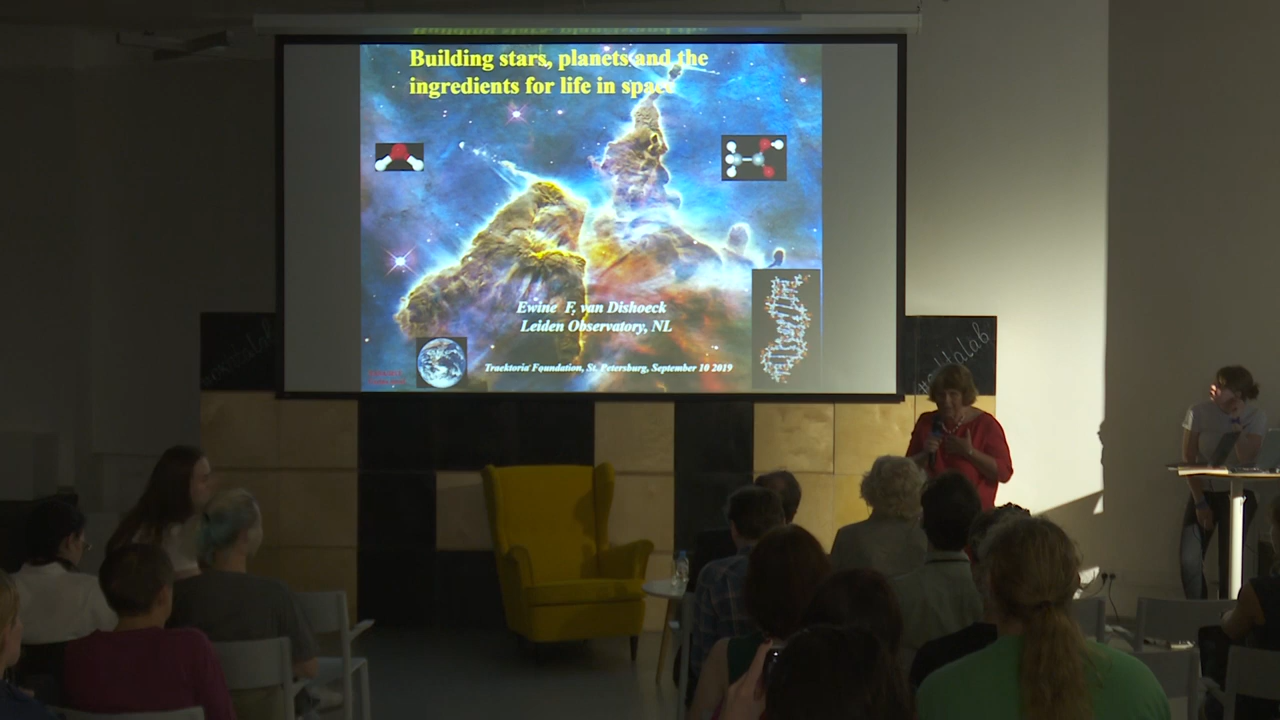 Building stars, planets and the
ingredients for life in space
Ewine F. van Dishoeck
Leiden Observatory, NL
Traektoria Foundation, St. Petersburg, September 10 2019